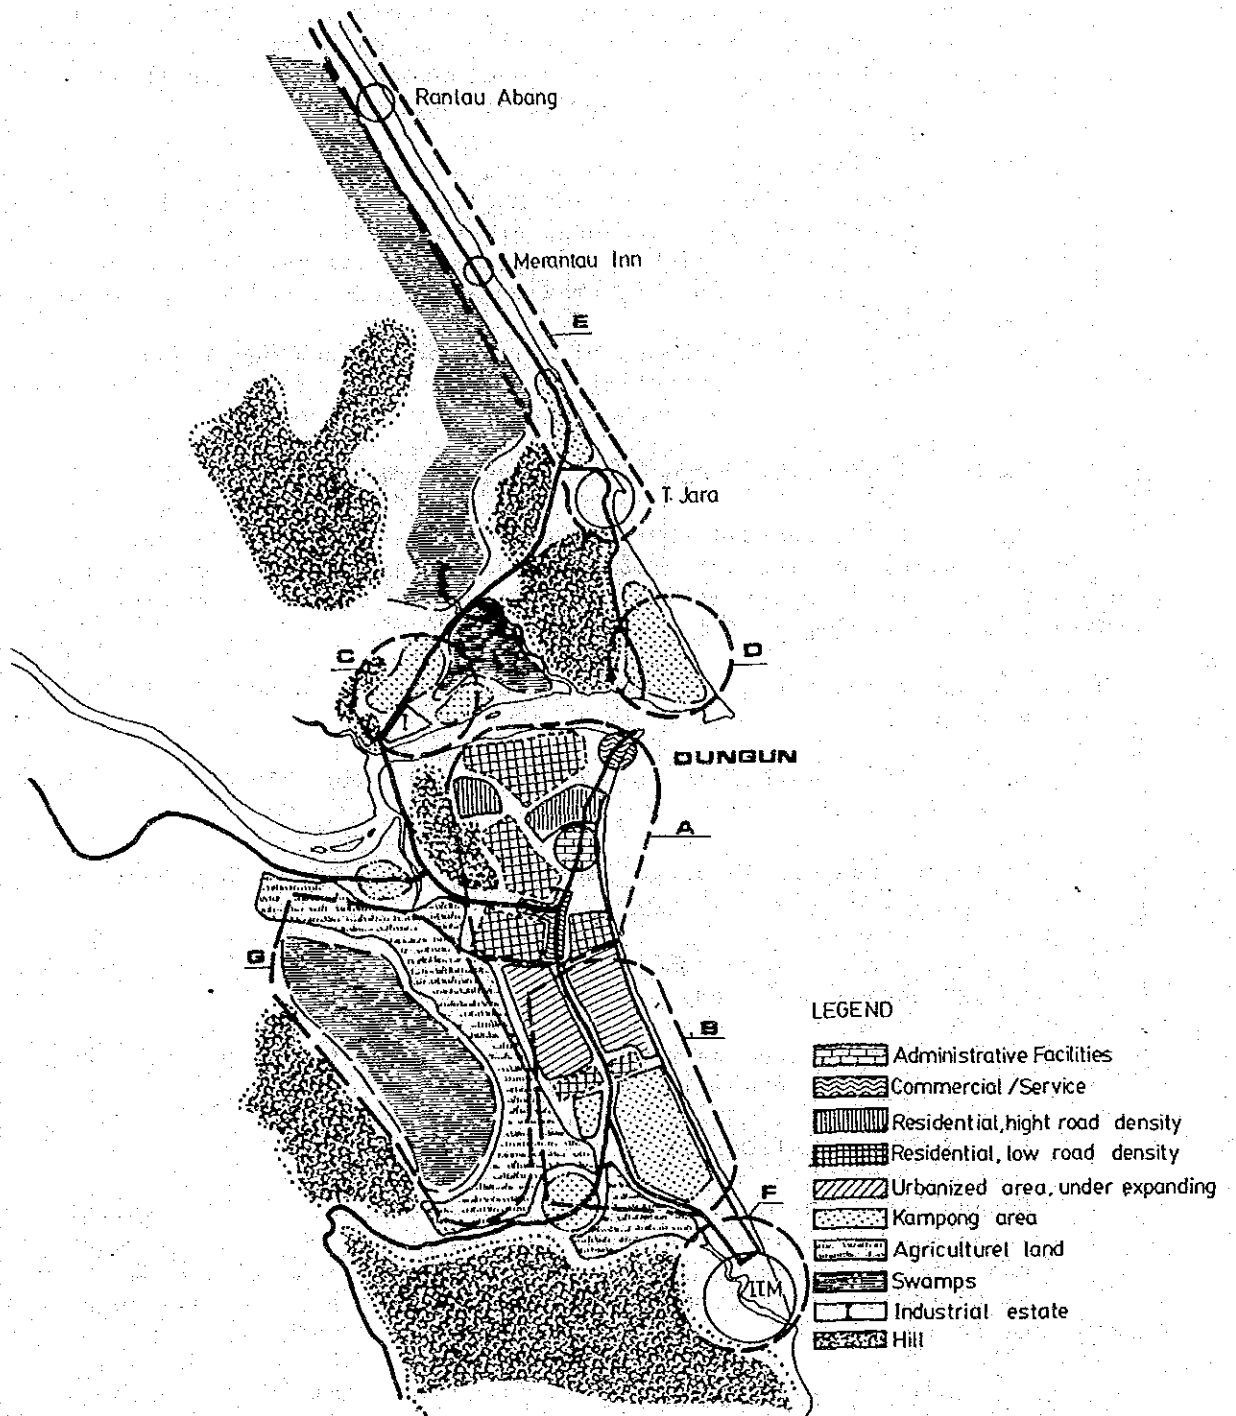 Rantau Abang
Merantau Inn
E
T. Jara
C
D
I
DUNGUN
A
G
B
F
ITM
LEGEND
Administrative Facilities
Commercial / Service
Residential, hight road density
Residential, low road density
Urbanized area, under expanding
Kampong area
Agriculturel land
Swamps
I Industrial estate
Hill